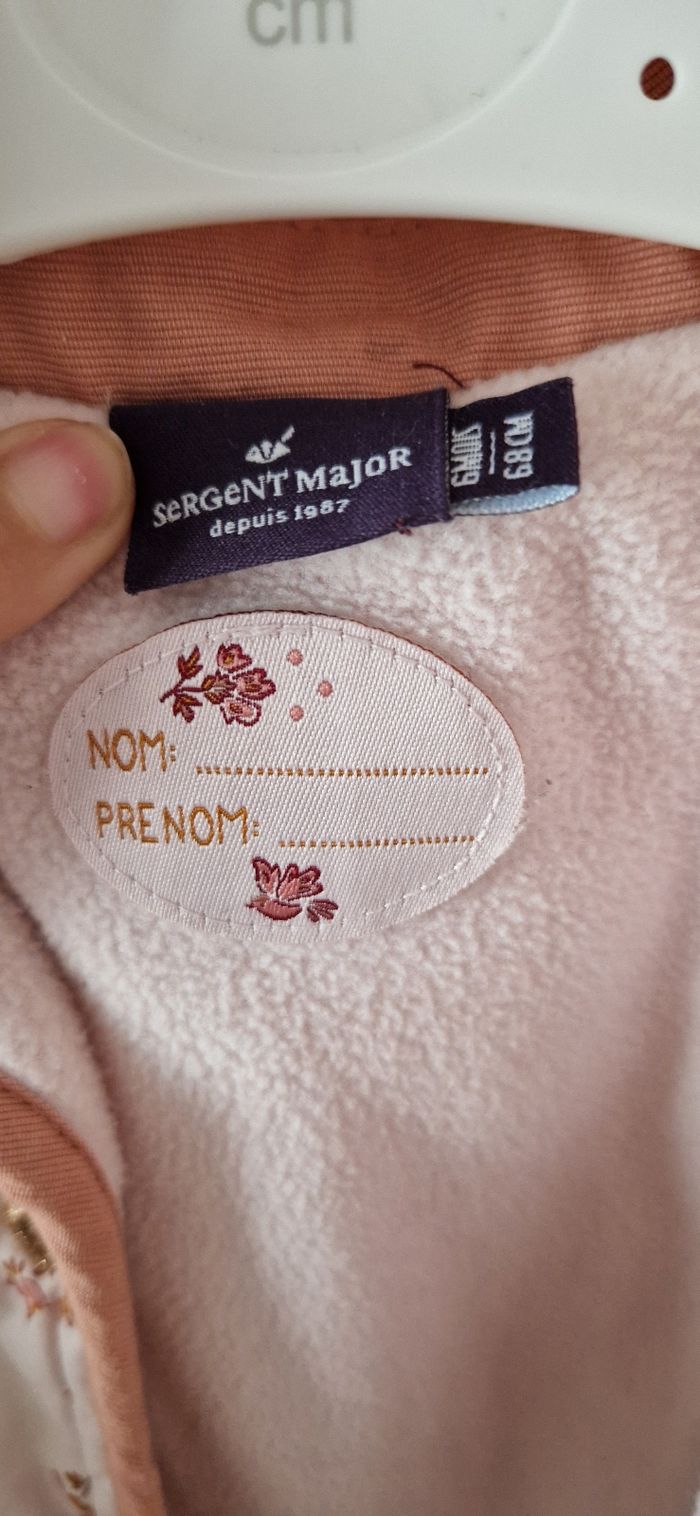 cm
SeRGeNT MaJoR
depuis 1987
6MOIS
68CM
NOM:
PRENOM: